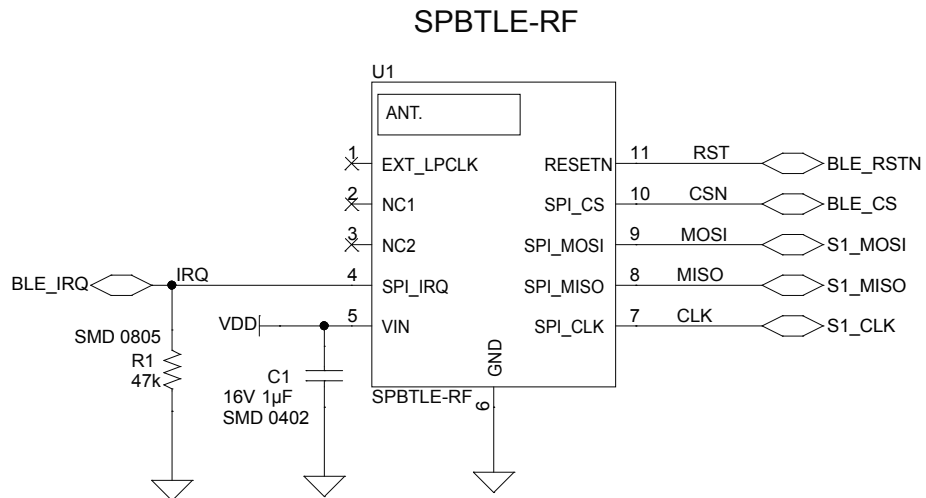 SPBTLE-RF
U1
ANT.
1 EXT_LPCLK
2 NC1
3 NC2
BLE_IRQ IRQ 4 SPI_IRQ
VDD 5 VIN
RESETN 11 RST BLE_RSTN
SPI_CS 10 CSN BLE_CS
SPI_MOSI 9 MOSI S1_MOSI
SPI_MISO 8 MISO S1_MISO
SPI_CLK 7 CLK S1_CLK
GND
6
SPBTLE-RF
SMD 0805
R1
47k
C1
16V 1µF
SMD 0402